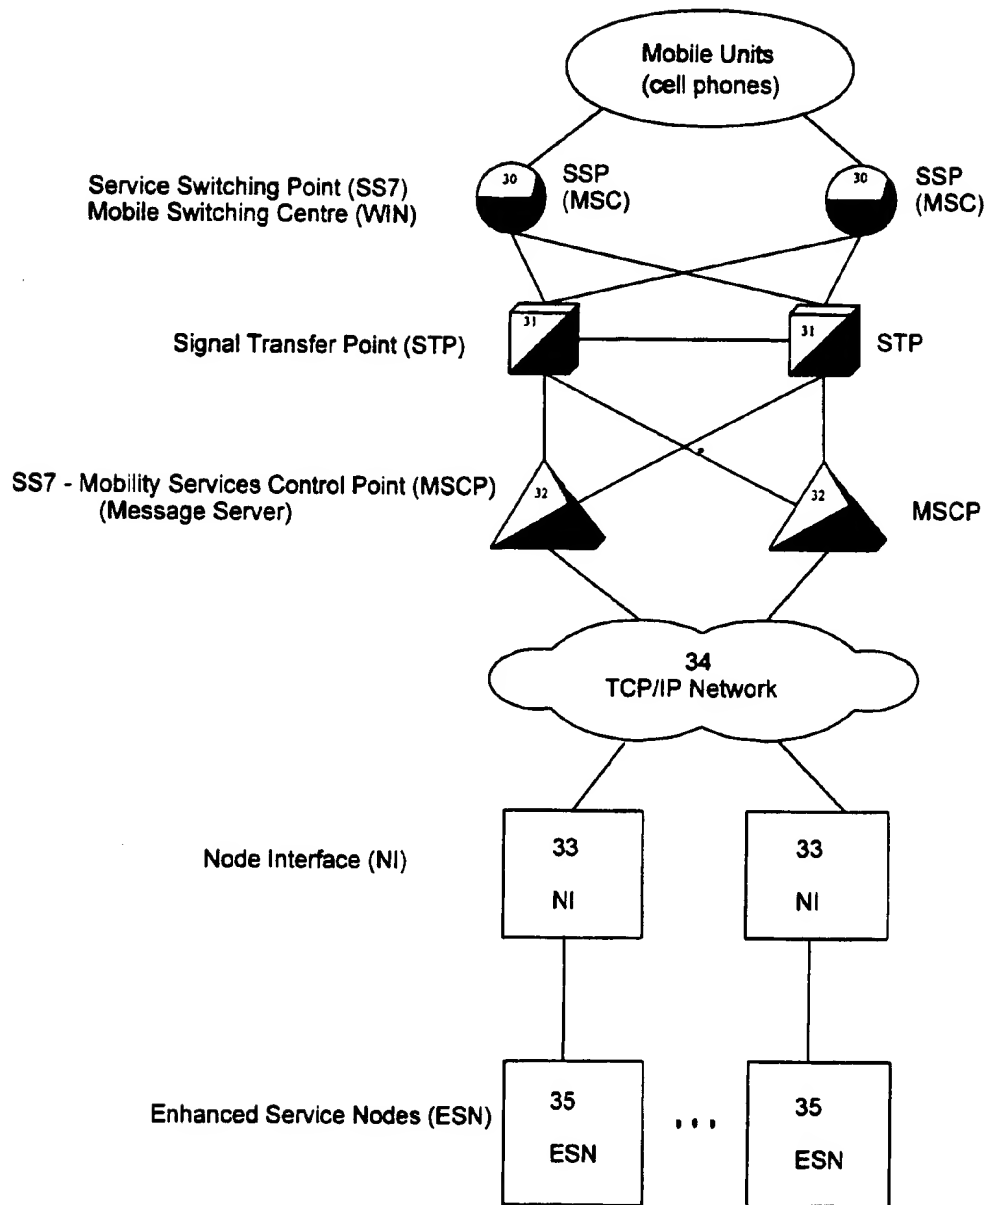 Mobile Units
(cell phones)
Service Switching Point (SS7)
Mobile Switching Centre (WIN)
30
SSP
(MSC)
30
SSP
(MSC)
Signal Transfer Point (STP)
31
31
STP
SS7 - Mobility Services Control Point (MSCP)
(Message Server)
32
32
MSCP
34
TCP/IP Network
Node Interface (NI)
33
NI
33
NI
Enhanced Service Nodes (ESN)
35
ESN
...
35
ESN